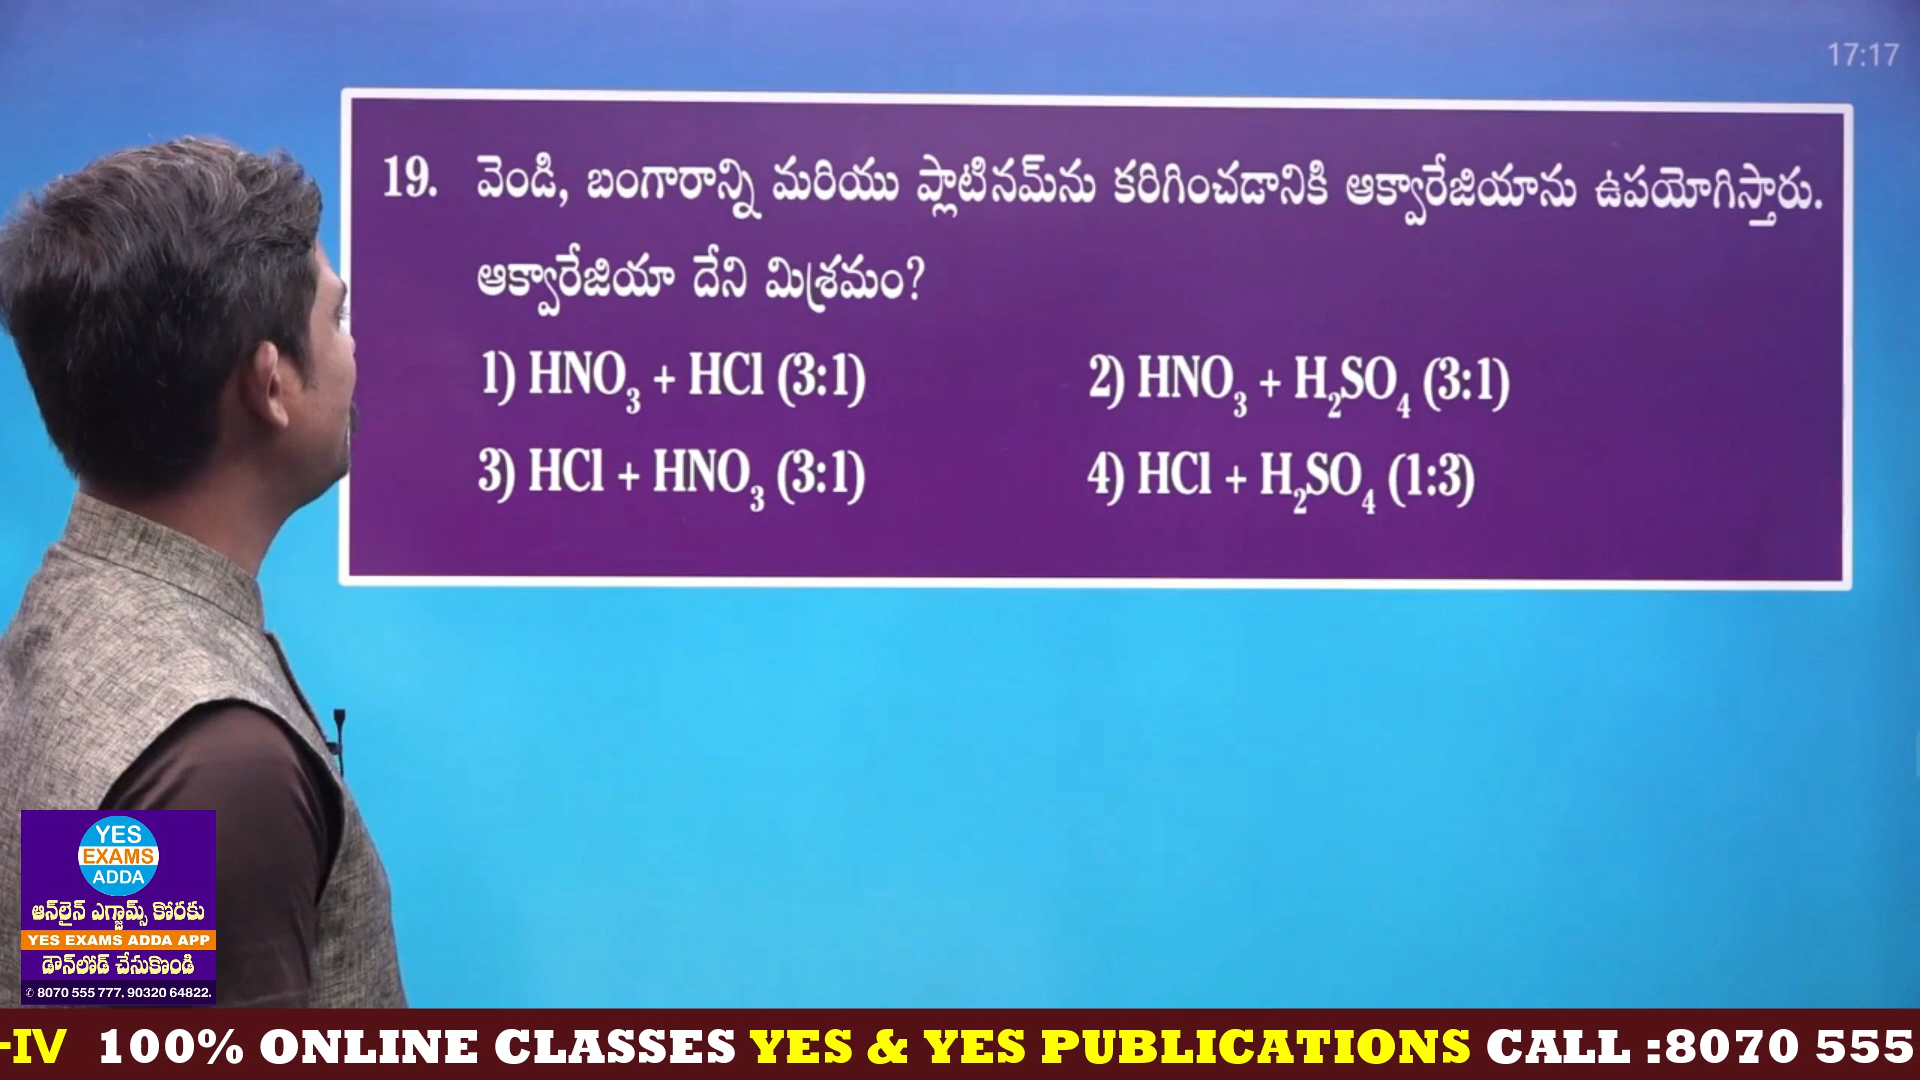 17:17
19. వెండి, బంగారాన్ని మరియు ప్లాటినమ్‌ను కరిగించడానికి ఆక్వారేజియాను ఉపయోగిస్తారు.
ఆక్వారేజియా దేని మిశ్రమం?
1) HNO₃ + HCl (3:1) 2) HNO₃ + H₂SO₄ (3:1)
3) HCl + HNO₃ (3:1) 4) HCl + H₂SO₄ (1:3)
YES
EXAMS
ADDA
ఆన్‌లైన్ ఎగ్జామ్స్ కోరకు
YES EXAMS ADDA APP
డౌన్‌లోడ్ చేసుకొండి
✆ 8070 555 777, 90320 64822.
-IV 100% ONLINE CLASSES YES & YES PUBLICATIONS CALL :8070 555